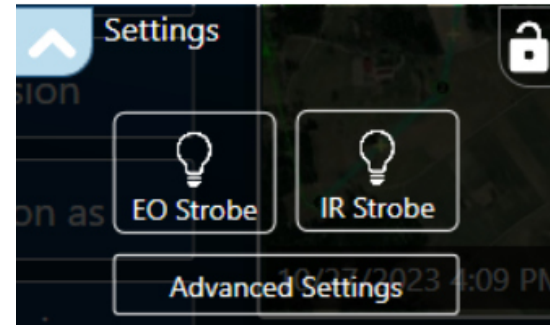 Settings
sion
EO Strobe
IR Strobe
on as
Advanced Settings
10/27/2023 4:09 PM